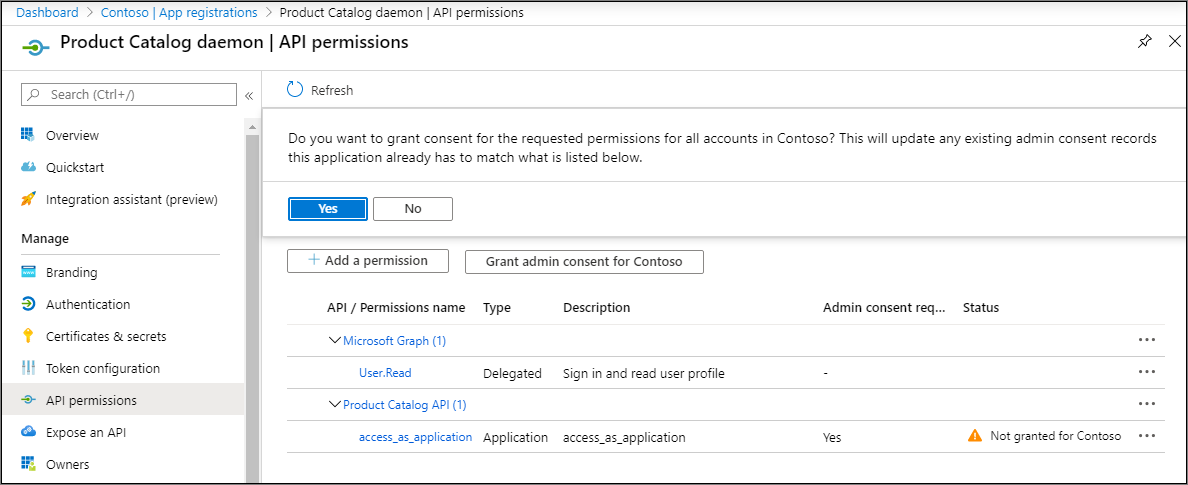 Dashboard > Contoso | App registrations > Product Catalog daemon | API permissions
Product Catalog daemon | API permissions
Search (Ctrl+/)
«
Refresh
Do you want to grant consent for the requested permissions for all accounts in Contoso? This will update any existing admin consent records
this application already has to match what is listed below.
Yes No
Overview
Quickstart
Integration assistant (preview)
Manage
Branding
Authentication
Certificates & secrets
Token configuration
API permissions
Expose an API
Owners
+ Add a permission Grant admin consent for Contoso
API / Permissions name Type Description Admin consent req... Status
Microsoft Graph (1) ...
User.Read Delegated Sign in and read user profile - ...
Product Catalog API (1) ...
access_as_application Application access_as_application Yes Not granted for Contoso ...